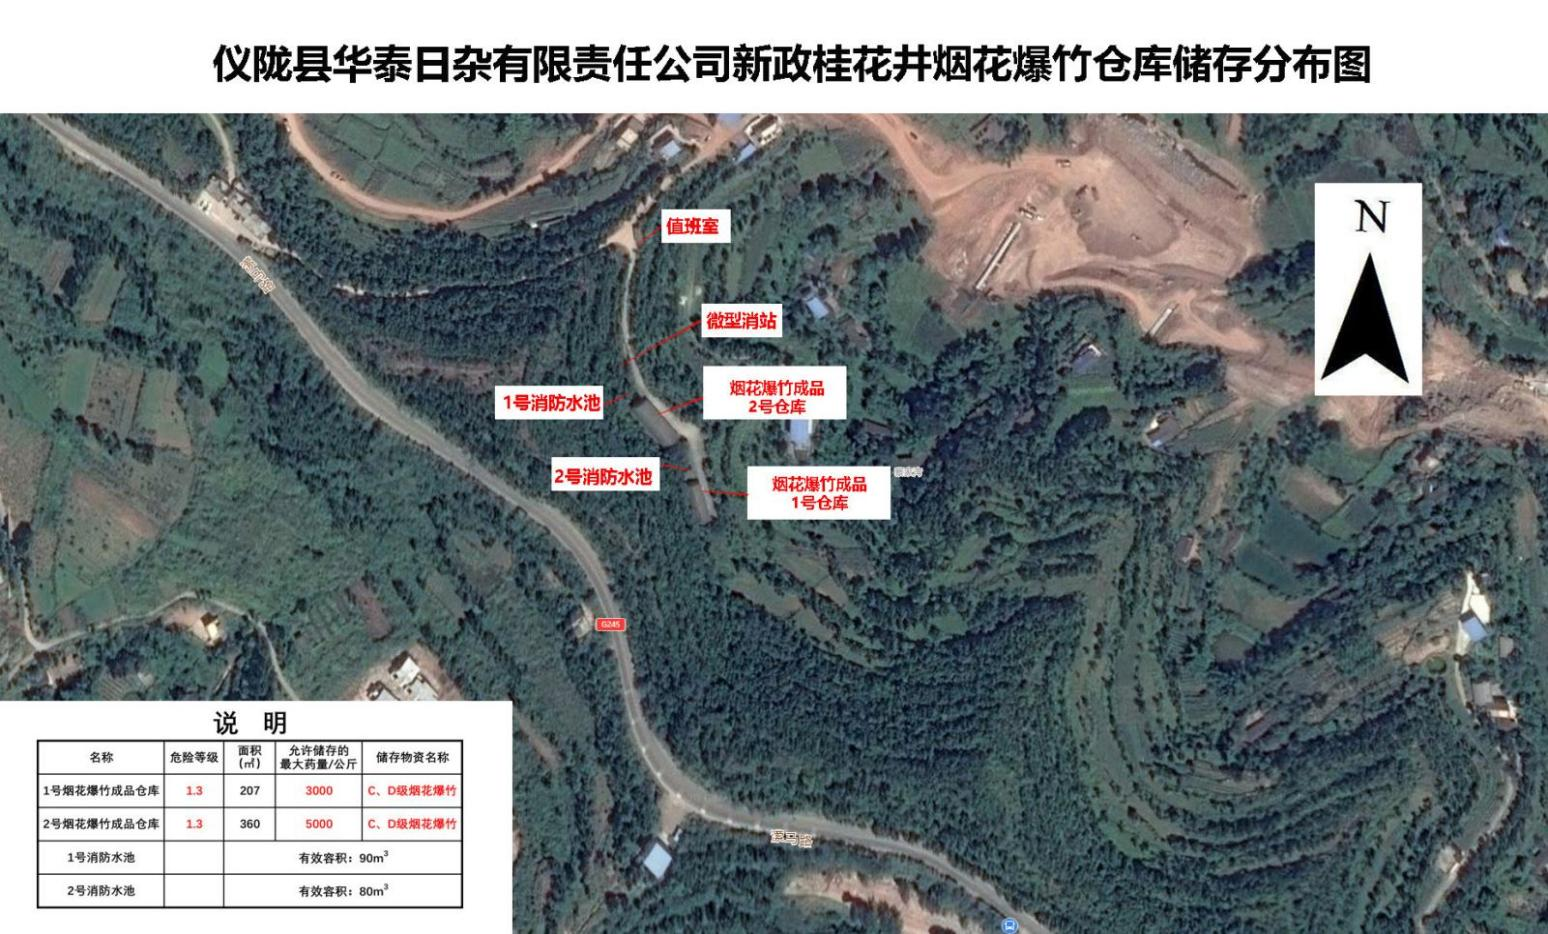 仪陇县华泰日杂有限责任公司新政桂花井烟花爆竹仓库储存分布图
N
值班室
微型消站
烟花爆竹成品
2号仓库
1号消防水池
2号消防水池
烟花爆竹成品
1号仓库
G245
说 明
名称 危险等级 面积(㎡) 允许储存的最大药量/公斤 储存物资名称
1号烟花爆竹成品仓库 1.3 207 3000 C、D级烟花爆竹
2号烟花爆竹成品仓库 1.3 360 5000 C、D级烟花爆竹
1号消防水池 有效容积：90m³
2号消防水池 有效容积：80m³